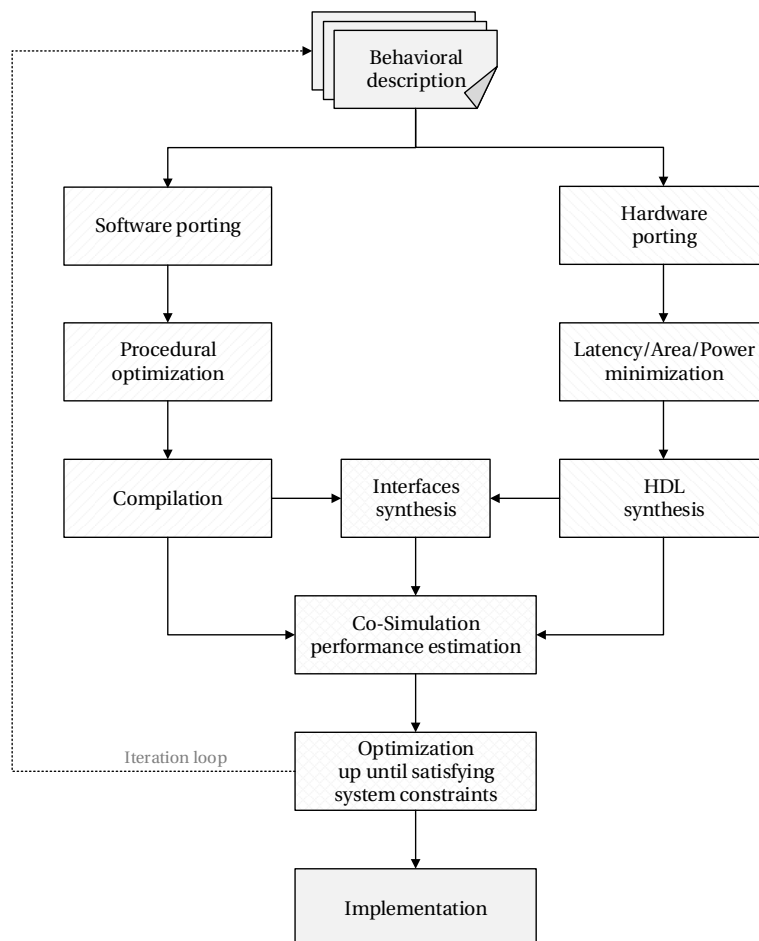 Behavioral
description
Software porting
Hardware
porting
Procedural
optimization
Latency/Area/Power
minimization
Compilation
Interfaces
synthesis
HDL
synthesis
Co-Simulation
performance estimation
Iteration loop
Optimization
up until satisfying
system constraints
Implementation